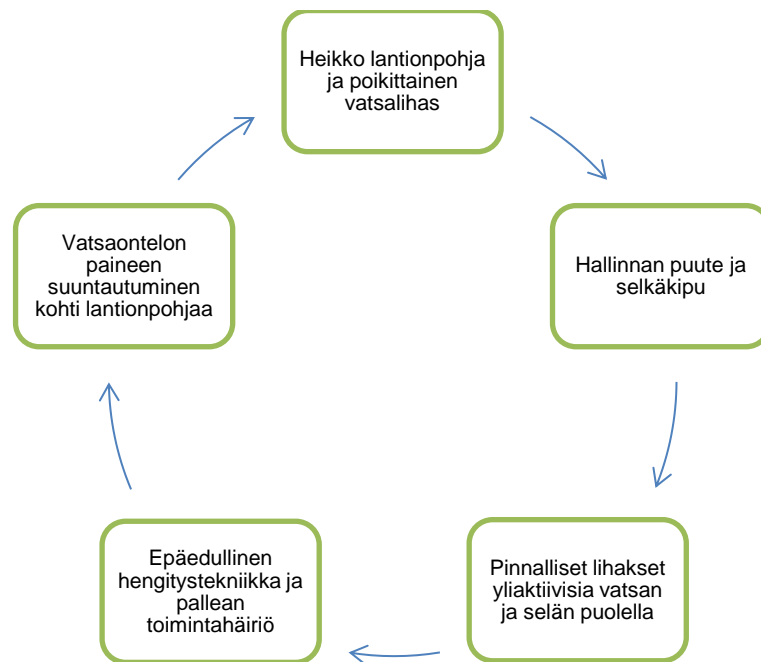 Heikko lantionpohja
ja poikittainen
vatsalihas
Hallinnan puute ja
selkäkipu
Pinnalliset lihakset
yliaktiivisia vatsan
ja selän puolella
Epäedullinen
hengitystekniikka ja
pallean
toimintahäiriö
Vatsaontelon
paineen
suuntautuminen
kohti lantionpohjaa